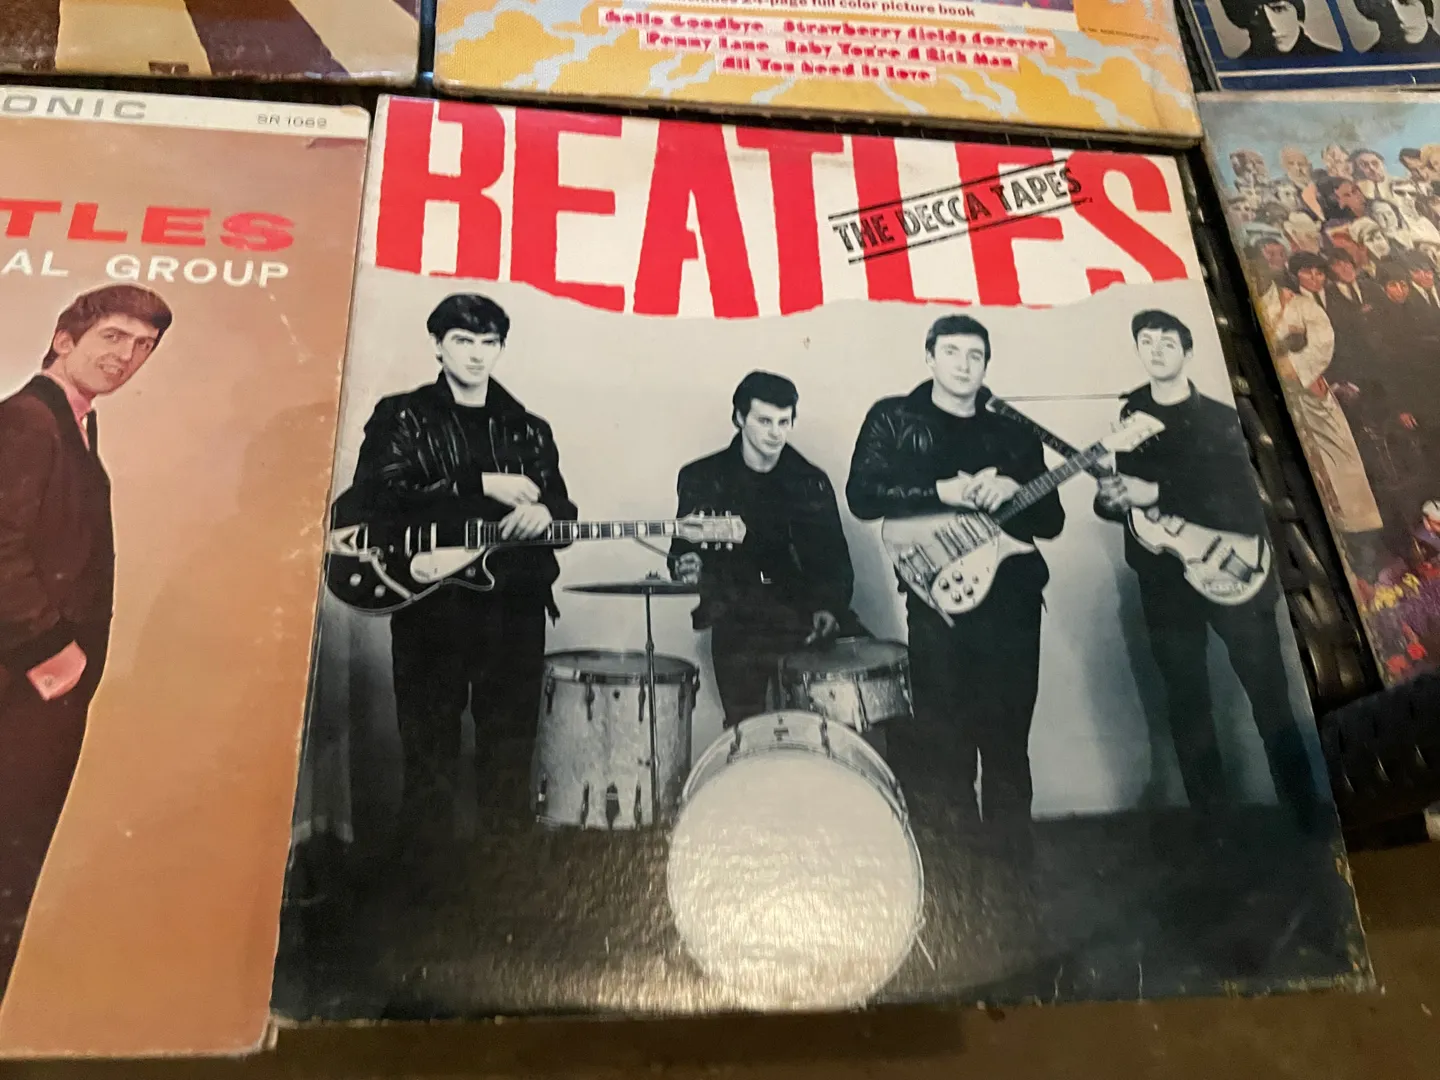 24-page full color picture book
Hello Goodbye Strawberry fields forever
Penny Lane Baby You're A Rich Man
All You Need Is Love
ONIC
SR 1069
TLES
AL GROUP
BEATLES
THE DECCA TAPES